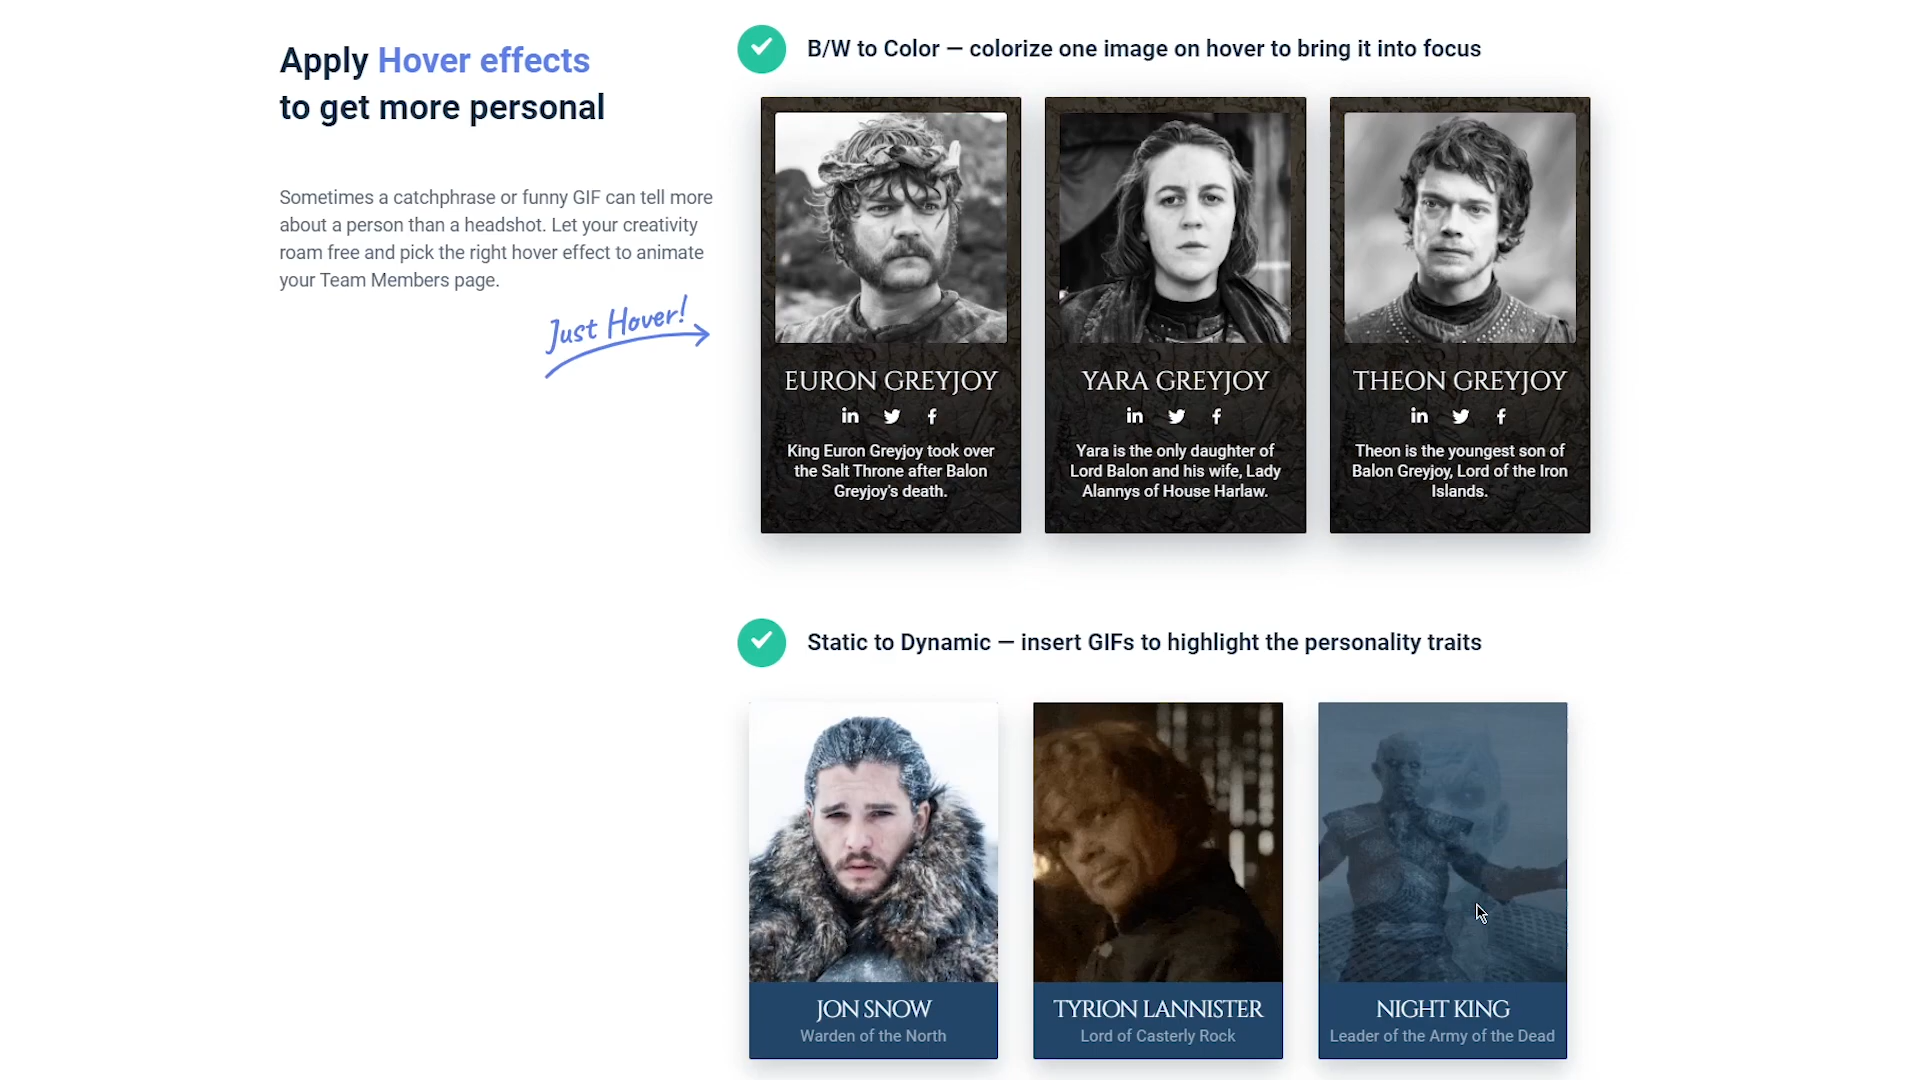 Apply Hover effects
to get more personal
Sometimes a catchphrase or funny GIF can tell more
about a person than a headshot. Let your creativity
roam free and pick the right hover effect to animate
your Team Members page.
Just Hover!
B/W to Color — colorize one image on hover to bring it into focus
EURON GREYJOY
King Euron Greyjoy took over
the Salt Throne after Balon
Greyjoy's death.
YARA GREYJOY
Yara is the only daughter of
Lord Balon and his wife, Lady
Alannys of House Harlaw.
THEON GREYJOY
Theon is the youngest son of
Balon Greyjoy, Lord of the Iron
Islands.
Static to Dynamic — insert GIFs to highlight the personality traits
JON SNOW
Warden of the North
TYRION LANNISTER
Lord of Casterly Rock
NIGHT KING
Leader of the Army of the Dead